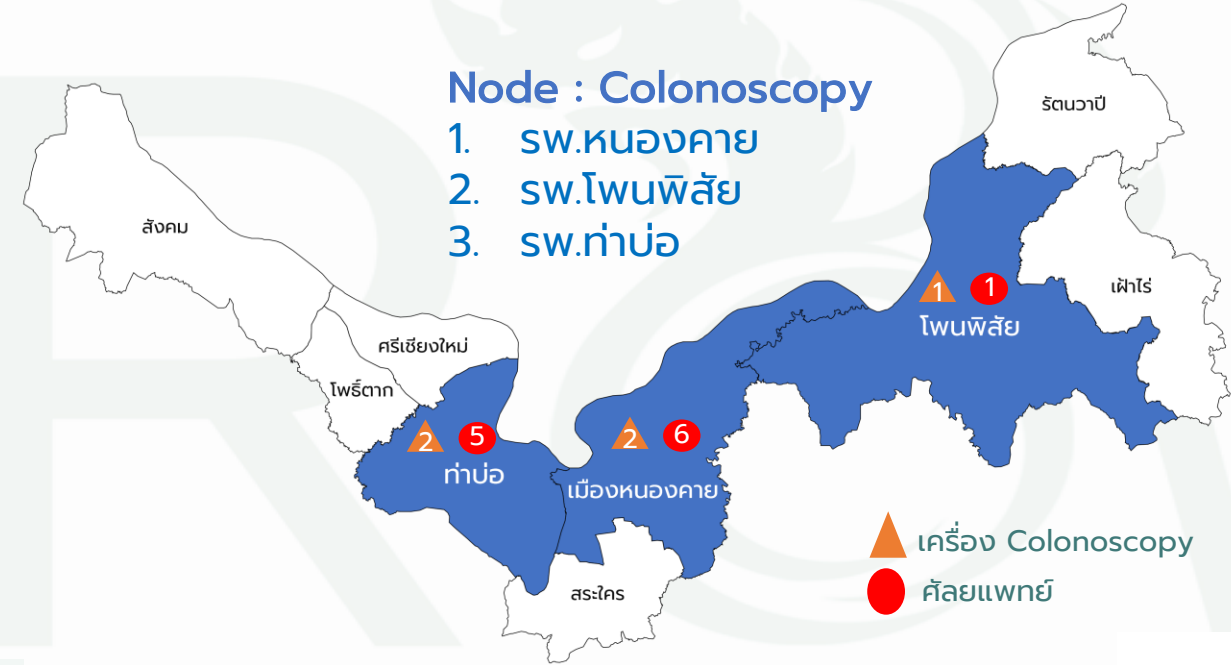 Node : Colonoscopy
1. รพ.หนองคาย
2. รพ.โพนพิสัย
3. รพ.ท่าบ่อ
รัตนวาปี
สังคม
เฝ้าไร่
1 1
โพนพิสัย
ศรีเชียงใหม่
โพธิ์ตาก
2 5
ท่าบ่อ
2 6
เมืองหนองคาย
สระใคร
เครื่อง Colonoscopy
ศัลยแพทย์